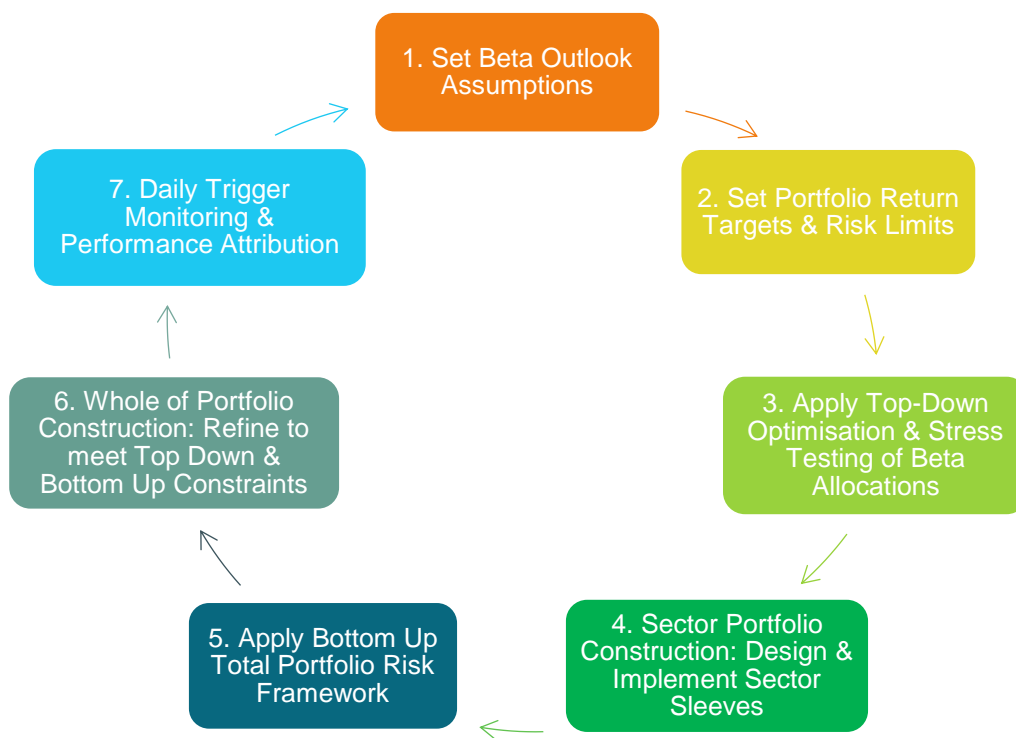 1. Set Beta Outlook
Assumptions
2. Set Portfolio Return
Targets & Risk Limits
3. Apply Top-Down
Optimisation & Stress
Testing of Beta
Allocations
4. Sector Portfolio
Construction: Design &
Implement Sector
Sleeves
5. Apply Bottom Up
Total Portfolio Risk
Framework
6. Whole of Portfolio
Construction: Refine to
meet Top Down &
Bottom Up Constraints
7. Daily Trigger
Monitoring &
Performance Attribution